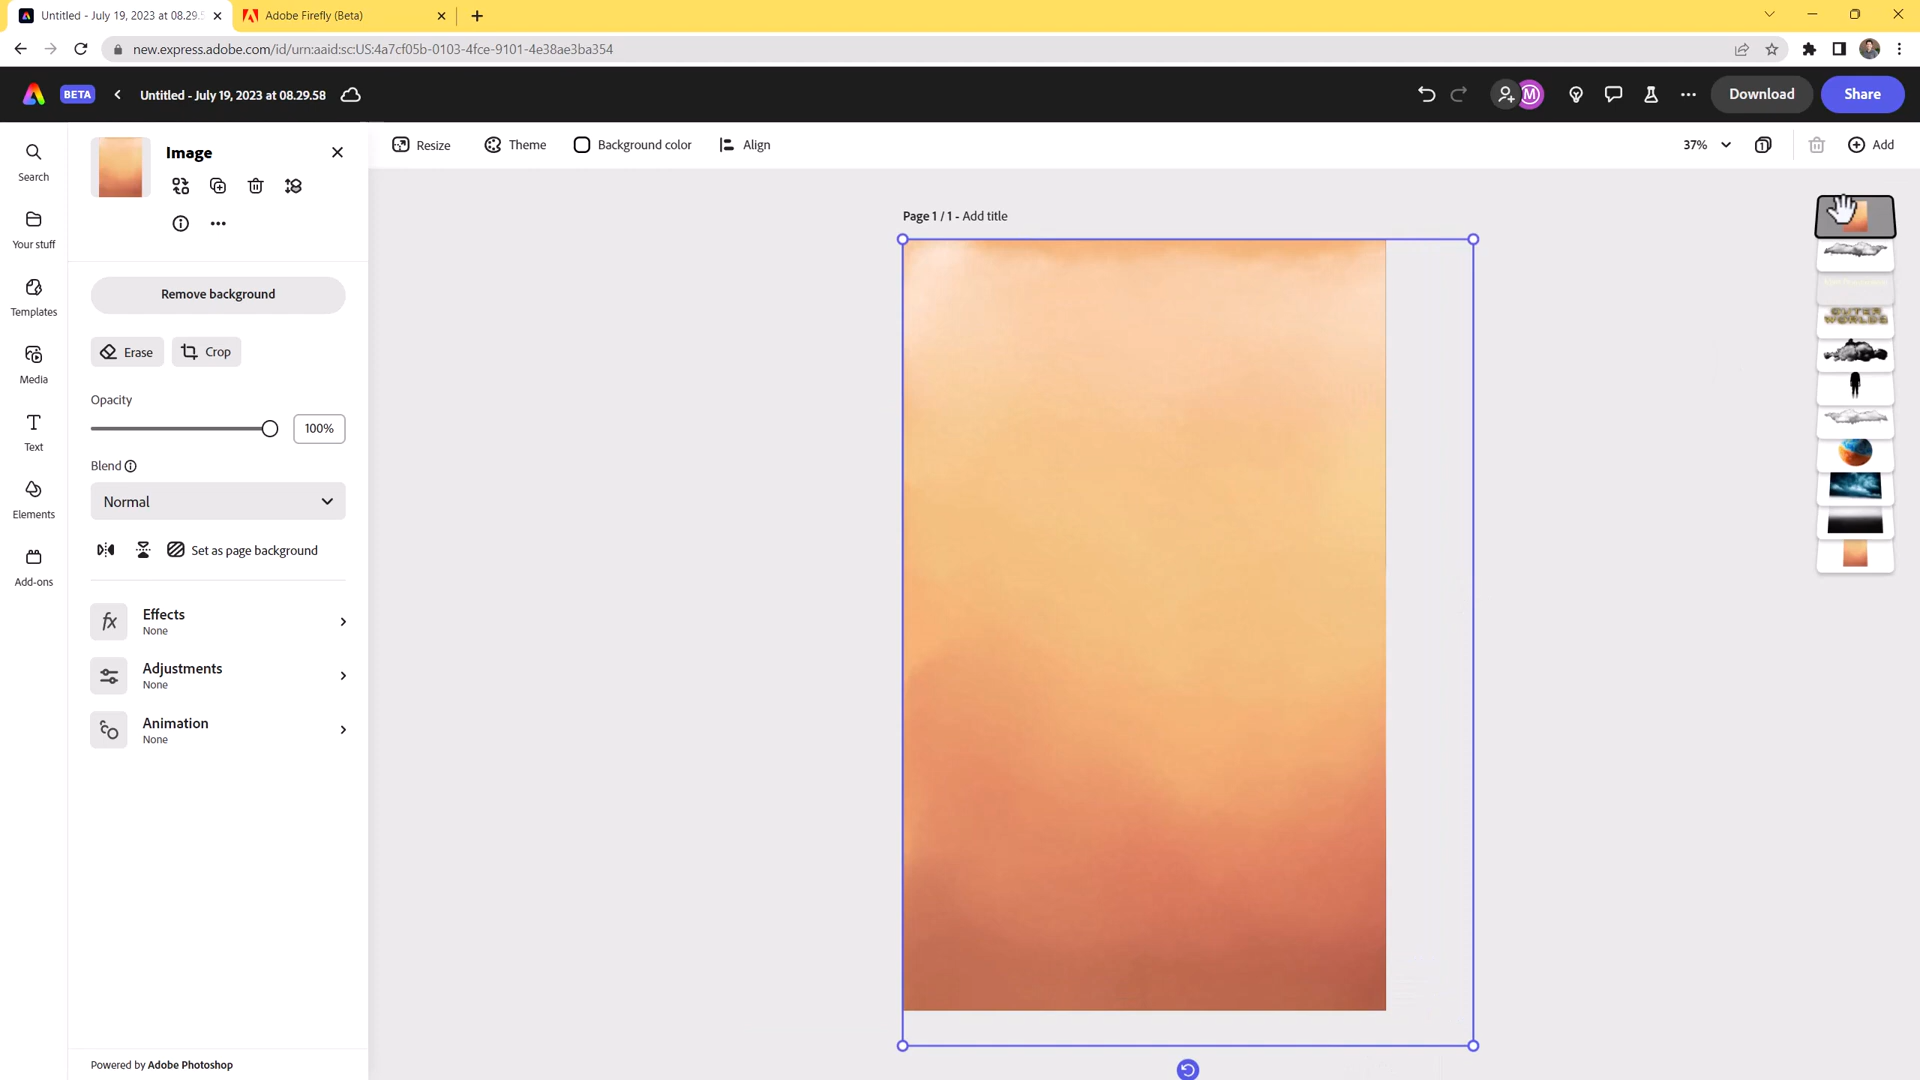 Untitled - July 19, 2023 at 08.29.5
Adobe Firefly (Beta)
new.express.adobe.com/id/urn:aaid:sc:US:4a7cf05b-0103-4fce-9101-4e38ae3ba354
BETA
Untitled - July 19, 2023 at 08.29.58
M
Download
Share
Search
Your stuff
Templates
Media
Text
Elements
Add-ons
Image
Remove background
Erase
Crop
Opacity
100%
Blend
Normal
Set as page background
Effects
None
Adjustments
None
Animation
None
Powered by Adobe Photoshop
Resize
Theme
Background color
Align
37%
1
Add
Page 1 / 1 - Add title
OUTER
WORLDS